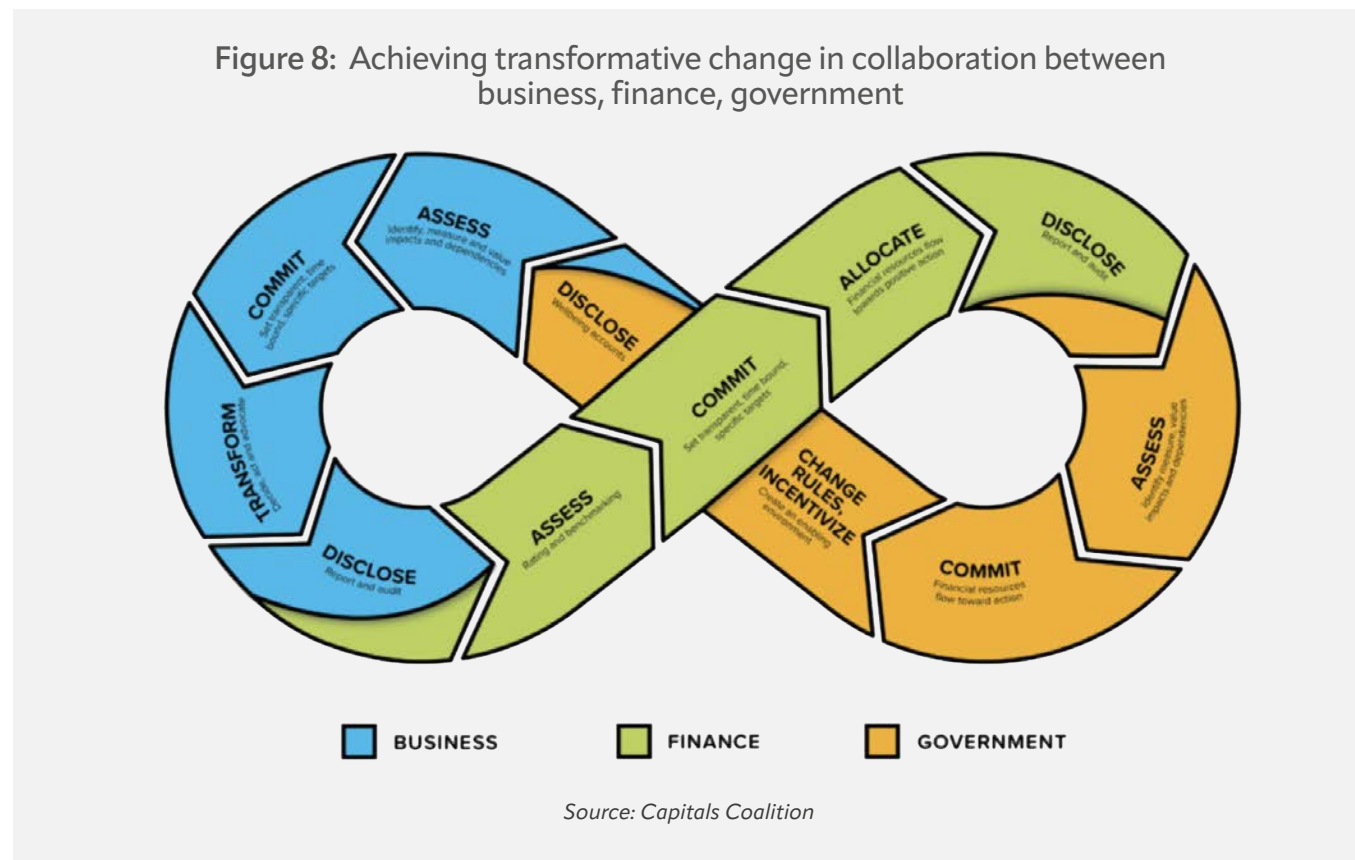 Figure 8: Achieving transformative change in collaboration between
business, finance, government
ASSESS
Identify, measure and value
impacts and dependencies
COMMIT
Set transparent, time
bound, specific targets
TRANSFORM
Decide, act and advocate
DISCLOSE
Report and audit
ASSESS
Rating and benchmarking
COMMIT
Set transparent, time bound,
specific targets
ALLOCATE
Financial resources flow
towards positive action
DISCLOSE
Report and audit
ASSESS
Identify measure, value
impacts and dependencies
COMMIT
Financial resources
flow toward action
CHANGE
RULES,
INCENTIVIZE
Create an enabling
environment
DISCLOSE
Wellbeing accounts
BUSINESS
FINANCE
GOVERNMENT
Source: Capitals Coalition